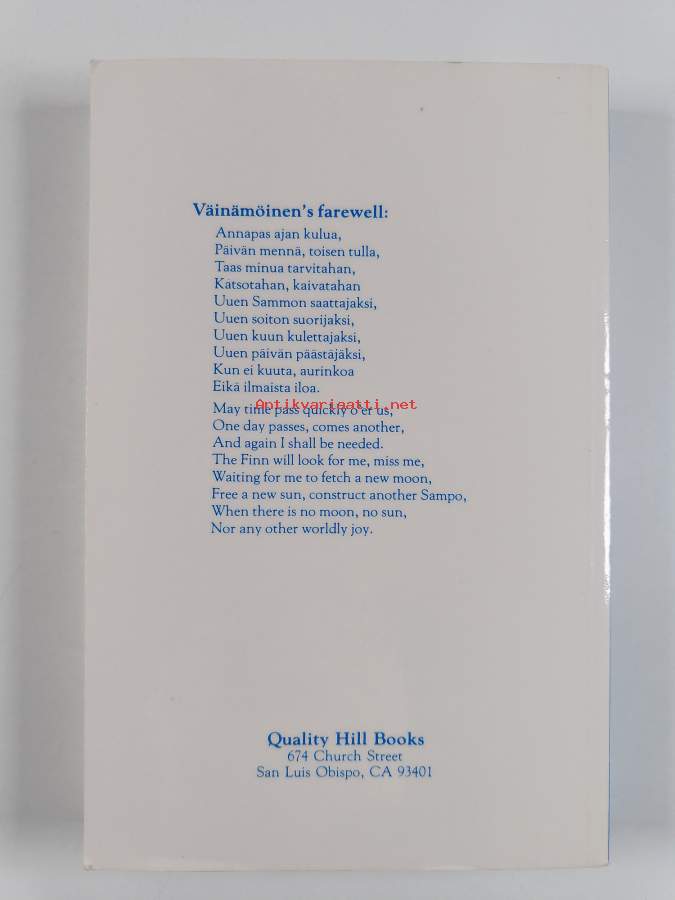 Väinämöinen's farewell:
Annapas ajan kulua,
Päivän mennä, toisen tulla,
Taas minua tarvitahan,
Katsotahan, kaivatahan
Uuen Sammon saattajaksi,
Uuen soiton suorijaksi,
Uuen kuun kulettajaksi,
Uuen päivän päästäjäksi,
Kun ei kuuta, aurinkoa
Eikä ilmaista iloa.
Antikvariaatti.net
May time pass quickly o'er us,
One day passes, comes another,
And again I shall be needed.
The Finn will look for me, miss me,
Waiting for me to fetch a new moon,
Free a new sun, construct another Sampo,
When there is no moon, no sun,
Nor any other worldly joy.
Quality Hill Books
674 Church Street
San Luis Obispo, CA 93401